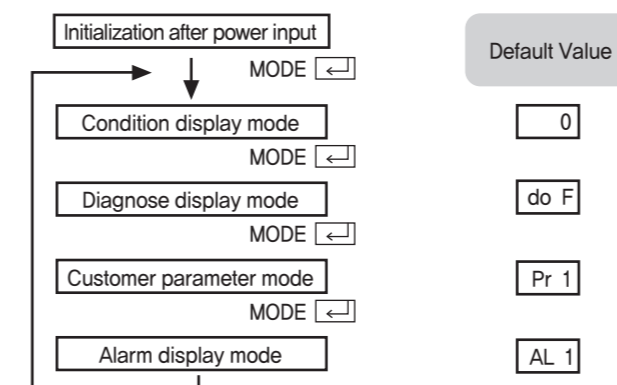 Initialization after power input
MODE ↵
Default Value
Condition display mode
0
MODE ↵
Diagnose display mode
do F
MODE ↵
Customer parameter mode
Pr 1
MODE ↵
Alarm display mode
AL 1